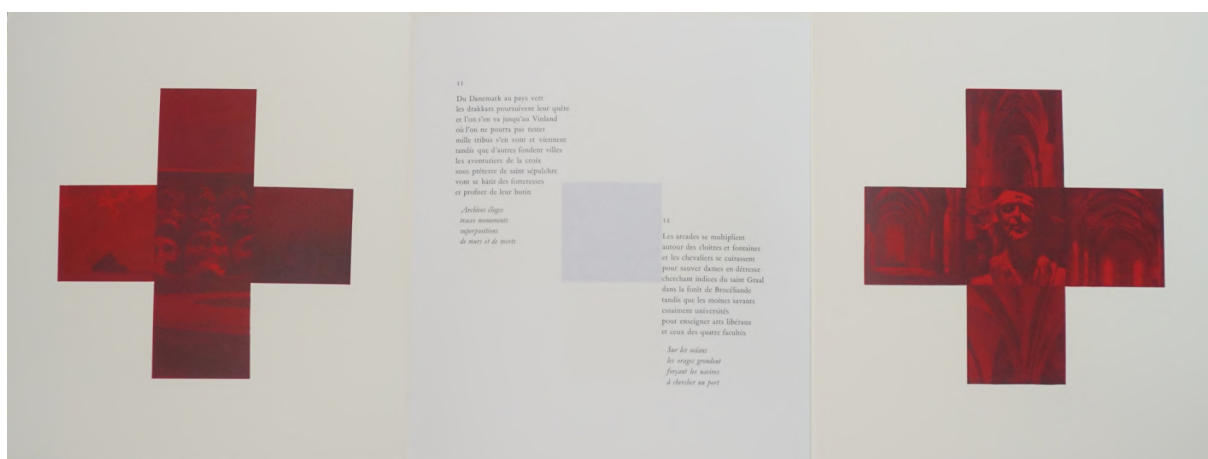 11
Du Danemark au pays vert
les drakkars poursuivent leur quête
et l'on s'en va jusqu'au Vinland
où l'on ne pourra pas rester
mille tribus s'en vont et viennent
tandis que d'autres fondent villes
les aventuriers de la croix
sous prétexte de saint sépulchre
vont se bâtir des forteresses
et profiter de leur butin
Archives éloges
traces monuments
superpositions
de murs et de morts
12
Les arcades se multiplient
autour des cloîtres et fontaines
et les chevaliers se cuirassent
pour sauver dames en détresse
cherchant indices du saint Graal
dans la forêt de Brocéliande
tandis que les moines savants
essaiment universités
pour enseigner arts libéraux
et ceux des quatre facultés
Sur les océans
les orages grondent
forçant les navires
à chercher un port